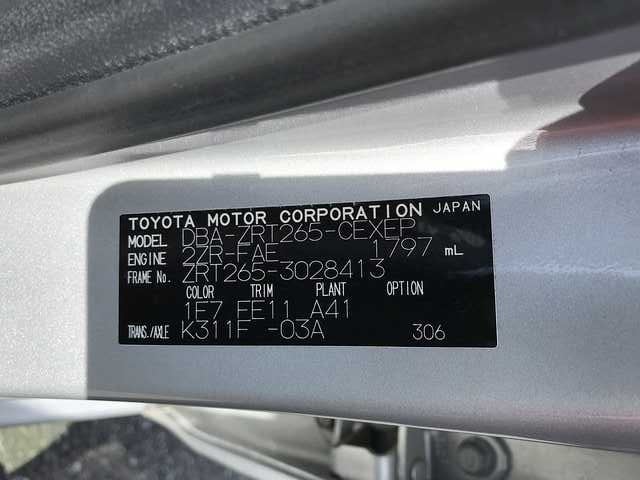 TOYOTA MOTOR CORPORATION JAPAN
MODEL DBA-ZRT265-CEXEP
ENGINE 2ZR-FAE 1797 mL
FRAME No. ZRT265-3028413
COLOR TRIM PLANT OPTION
1E7 FE11 A41
TRANS./AXLE K311F -03A 306